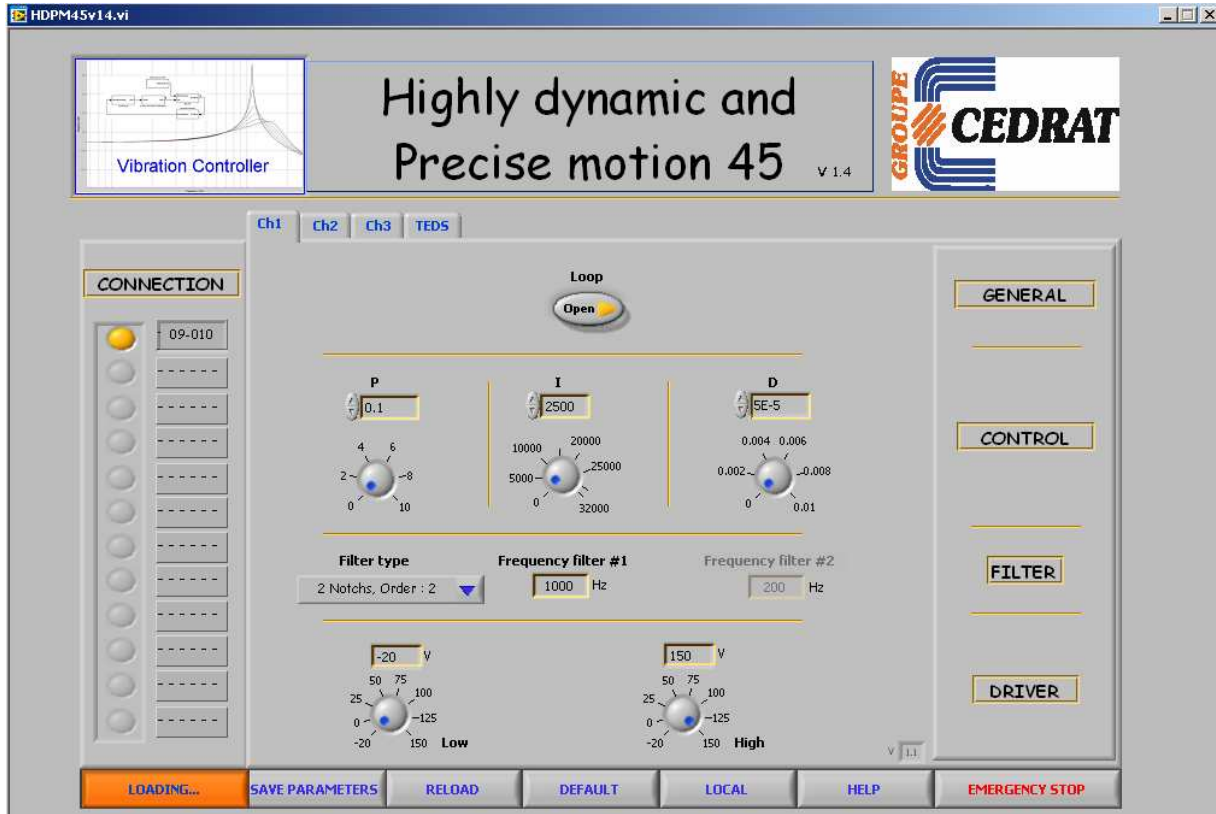 HDPM45v14.vi
Vibration Controller
Highly dynamic and
Precise motion 45
V 1.4
GROUPE
CEDRAT
Ch1 Ch2 Ch3 TEDS
CONNECTION
09-010
------
------
------
------
------
------
------
------
------
------
------
Loop
Open
P I D
0.1 2500 5E-5
4 6
2 8
0 10
10000 20000
5000 25000
0 32000
0.004 0.006
0.002 0.008
0 0.01
Filter type Frequency filter #1 Frequency filter #2
2 Notchs, Order : 2 1000 Hz 200 Hz
-20 V
50 75
25 100
0 125
-20 150 Low
150 V
50 75
25 100
0 125
-20 150 High
V 1.1
GENERAL
CONTROL
FILTER
DRIVER
LOADING... SAVE PARAMETERS RELOAD DEFAULT LOCAL HELP EMERGENCY STOP